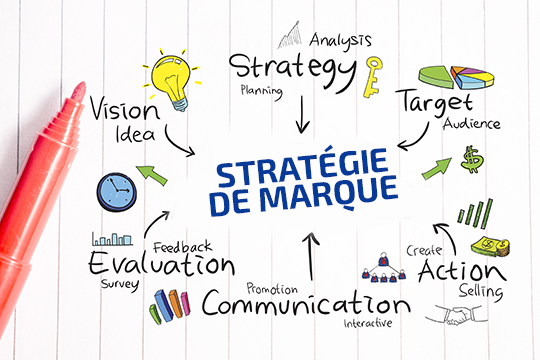 Analysis
Strategy
Planning
Vision
Idea
Target
Audience
STRATÉGIE
DE MARQUE
Feedback
Evaluation
Survey
Promotion
Communication
Interactive
Create
Action
Selling